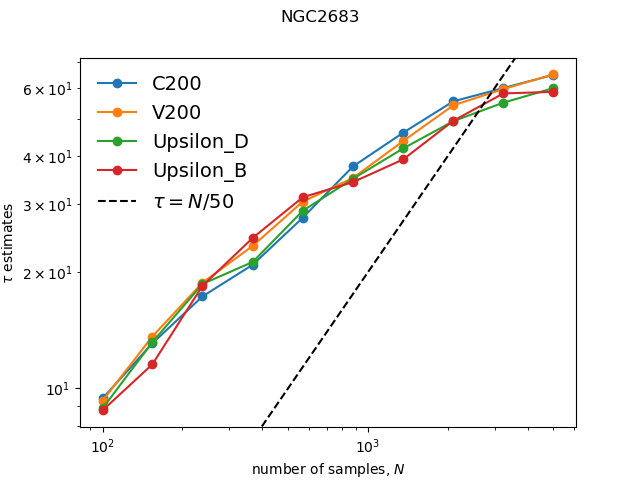 NGC2683
C200
V200
Upsilon_D
Upsilon_B
τ = N/50
6 × 10¹
4 × 10¹
3 × 10¹
2 × 10¹
10¹
τ estimates
10² 10³
number of samples, N